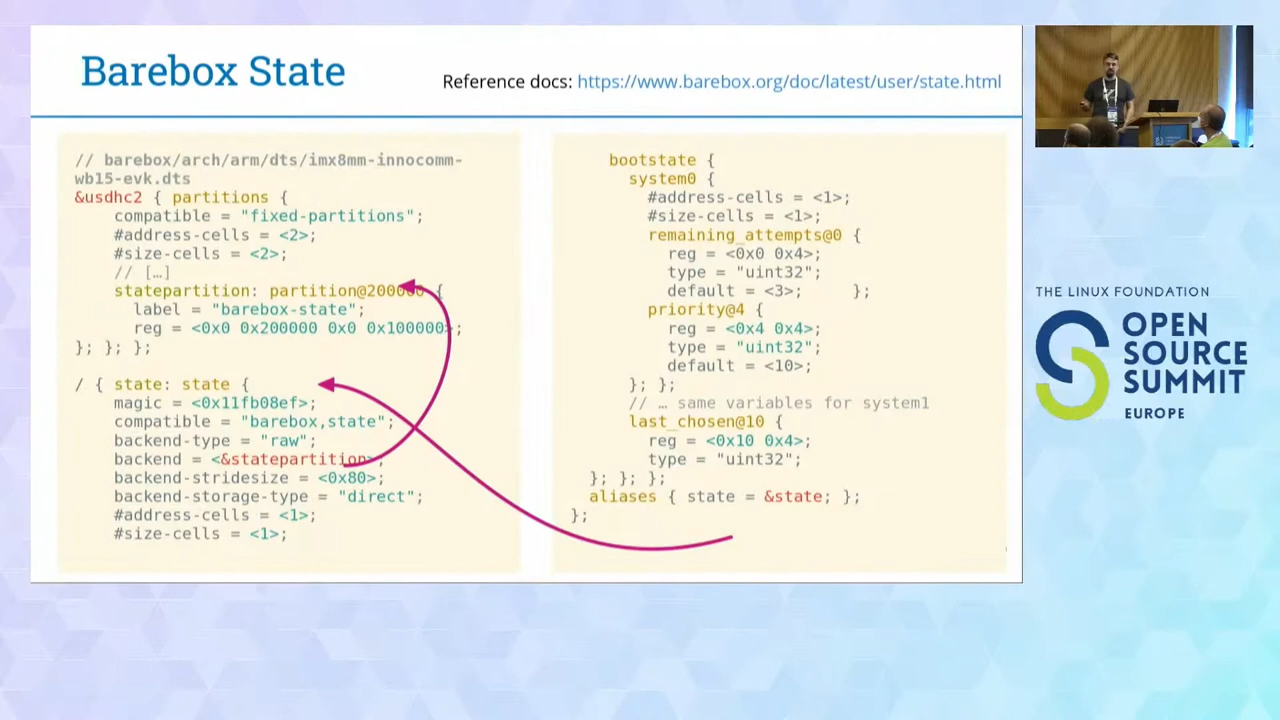 Barebox State
Reference docs: https://www.barebox.org/doc/latest/user/state.html
// barebox/arch/arm/dts/imx8mm-innocomm-
wb15-evk.dts
&usdhc2 { partitions {
compatible = "fixed-partitions";
#address-cells = <2>;
#size-cells = <2>;
// […]
statepartition: partition@200000 {
label = "barebox-state";
reg = <0x0 0x200000 0x0 0x100000>;
}; }; };
/ { state: state {
magic = <0x11fb08ef>;
compatible = "barebox,state";
backend-type = "raw";
backend = <&statepartition>;
backend-stridesize = <0x80>;
backend-storage-type = "direct";
#address-cells = <1>;
#size-cells = <1>;
bootstate {
system0 {
#address-cells = <1>;
#size-cells = <1>;
remaining_attempts@0 {
reg = <0x0 0x4>;
type = "uint32";
default = <3>; };
priority@4 {
reg = <0x4 0x4>;
type = "uint32";
default = <10>;
}; };
// … same variables for system1
last_chosen@10 {
reg = <0x10 0x4>;
type = "uint32";
}; }; };
aliases { state = &state; };
};
THE LINUX FOUNDATION
OPEN
SOURCE
SUMMIT
EUROPE